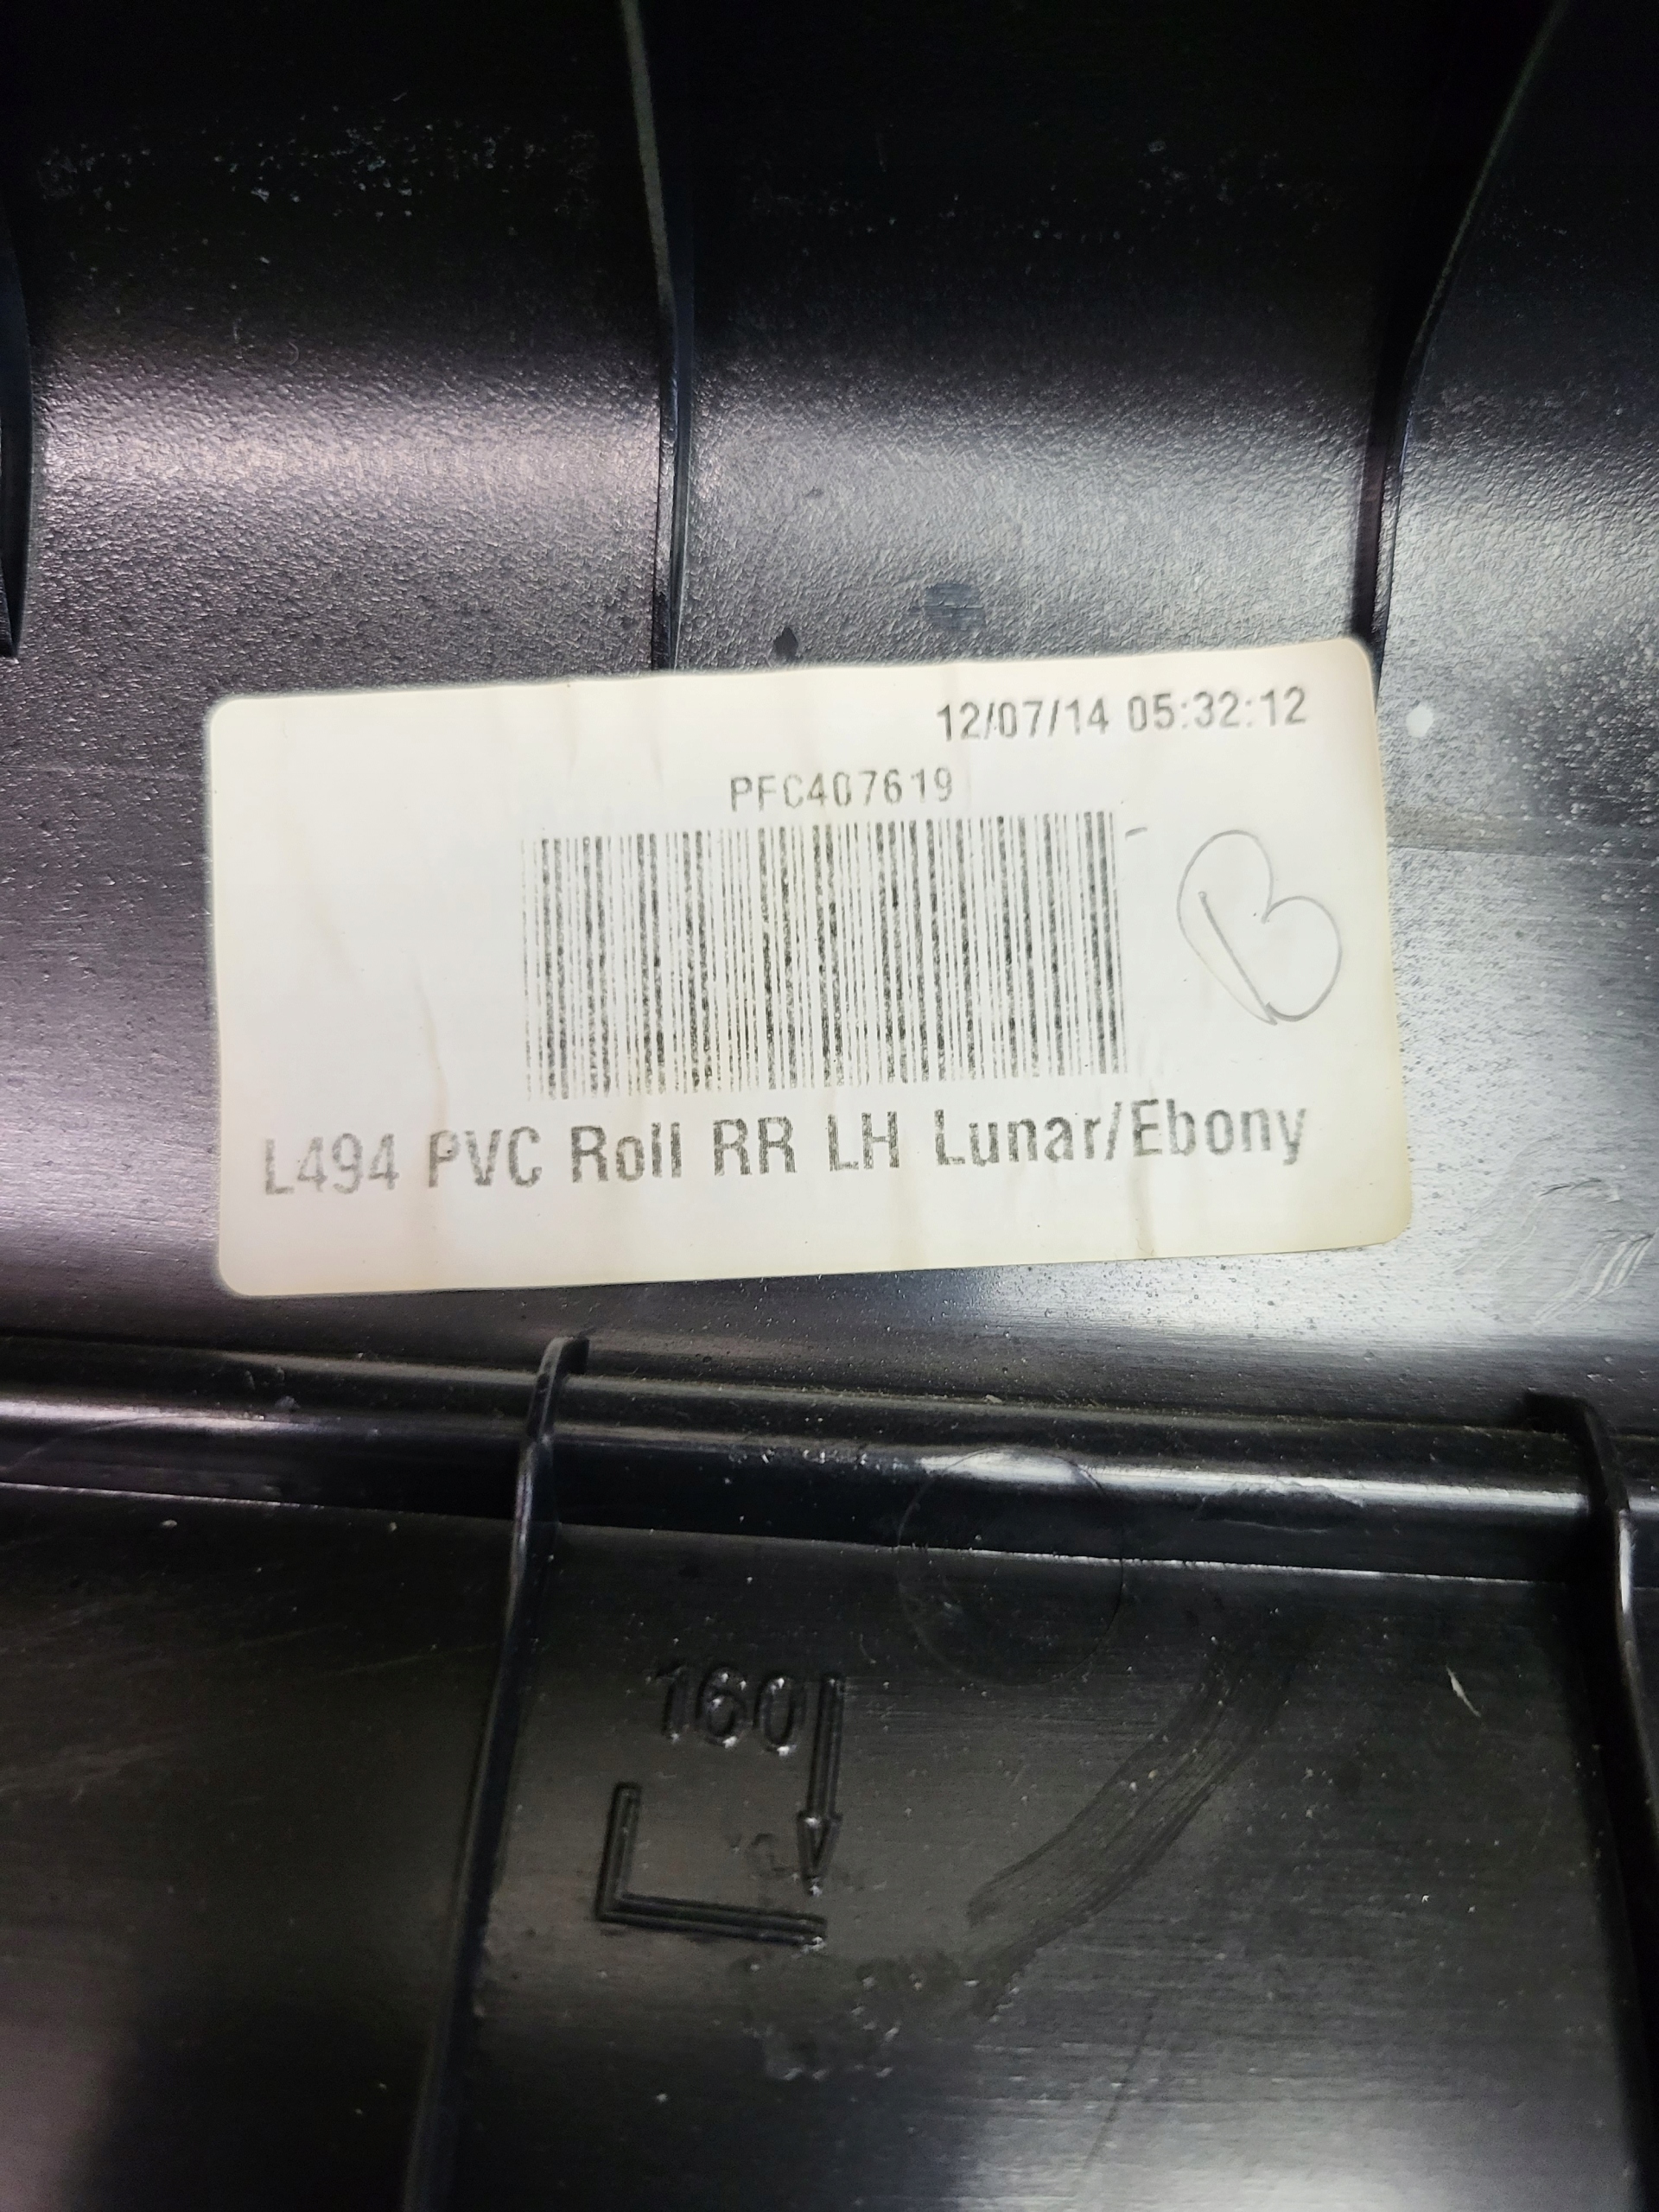 12/07/14 05:32:12
PFC407619
B
L494 PVC Roll RR LH Lunar/Ebony
160